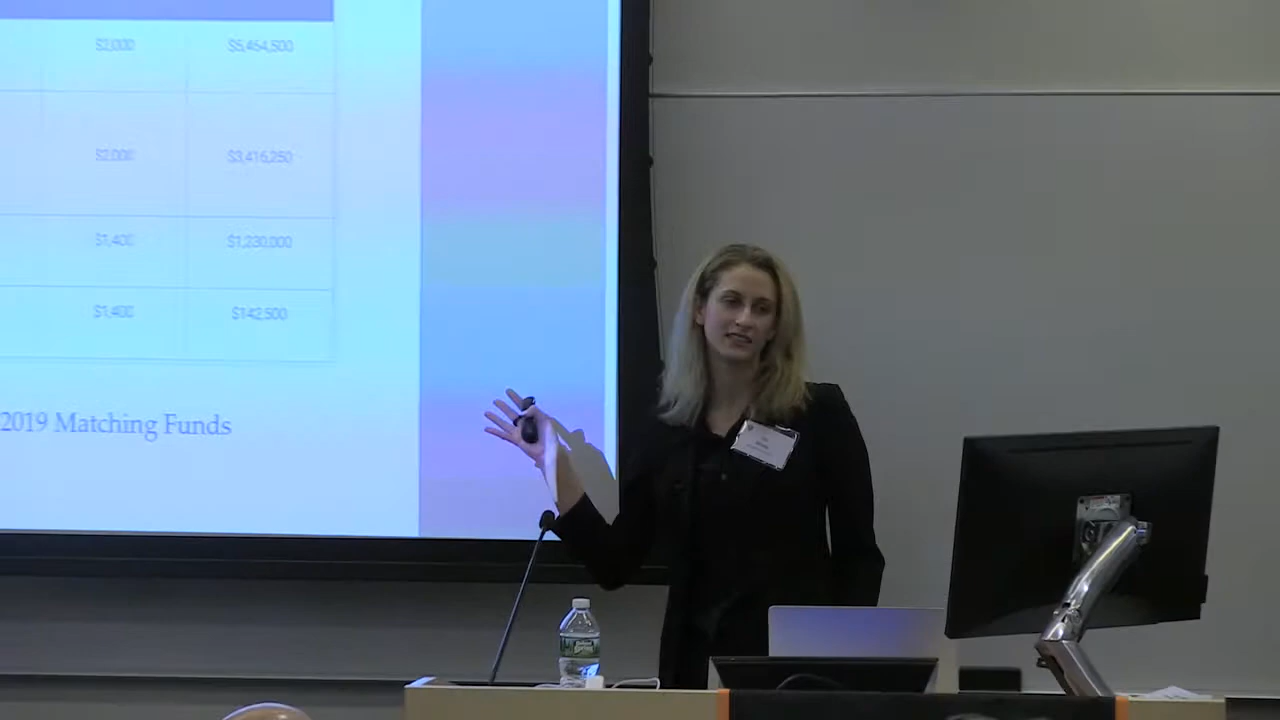 $2,000 $5,464,500
$2,000 $3,416,250
$1,400 $1,230,000
$1,400 $142,500
2019 Matching Funds